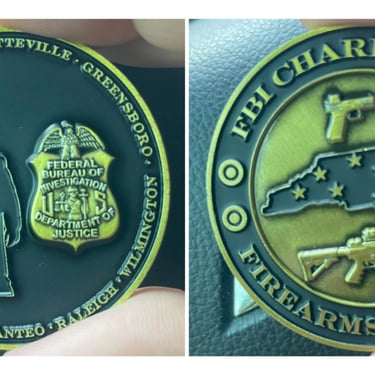 TTEVILLE · GREENSBORO
WILMINGTON
RALEIGH
ANTEO
FEDERAL
BUREAU OF
INVESTIGATION
U S
DEPARTMENT OF
JUSTICE
FBI CHAR
FIREARMS